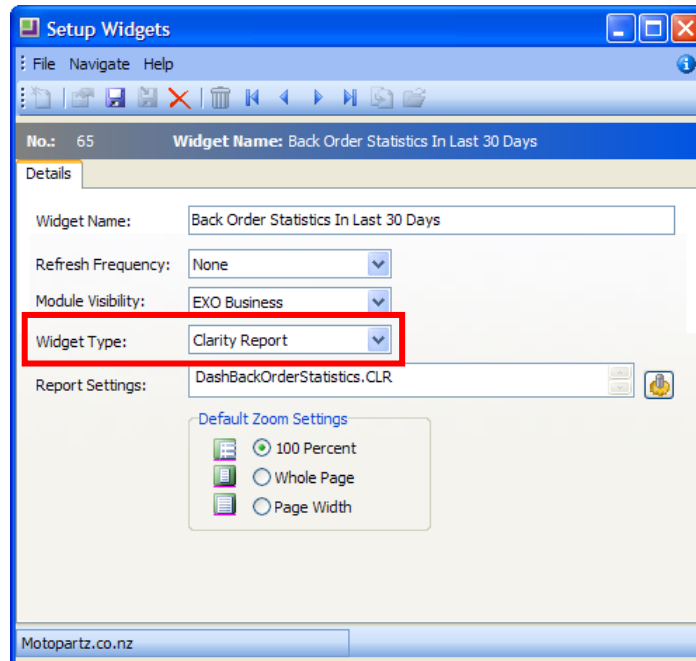 Setup Widgets
File Navigate Help
No.: 65 Widget Name: Back Order Statistics In Last 30 Days
Details
Widget Name: Back Order Statistics In Last 30 Days
Refresh Frequency: None
Module Visibility: EXO Business
Widget Type: Clarity Report
Report Settings: DashBackOrderStatistics.CLR
Default Zoom Settings
100 Percent
Whole Page
Page Width
Motopartz.co.nz